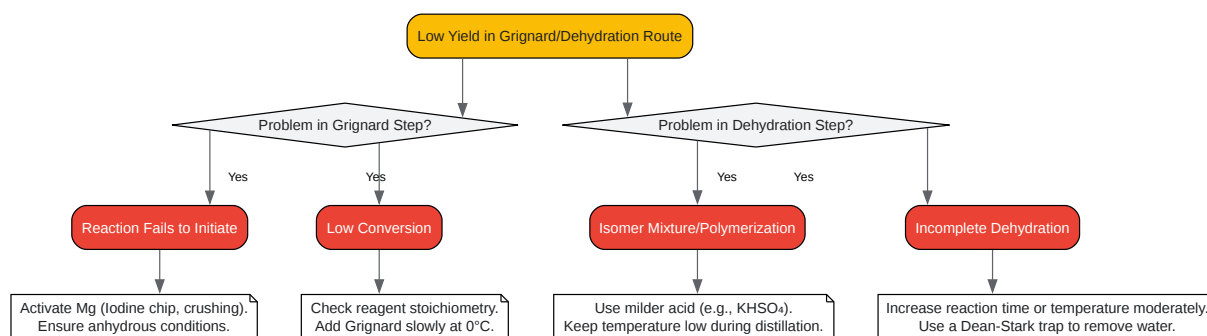 Low Yield in Grignard/Dehydration Route
Problem in Grignard Step?
Problem in Dehydration Step?
Yes
Yes
Yes
Yes
Reaction Fails to Initiate
Low Conversion
Isomer Mixture/Polymerization
Incomplete Dehydration
Activate Mg (Iodine chip, crushing).
Ensure anhydrous conditions.
Check reagent stoichiometry.
Add Grignard slowly at 0°C.
Use milder acid (e.g., KHSO₄).
Keep temperature low during distillation.
Increase reaction time or temperature moderately.
Use a Dean-Stark trap to remove water.